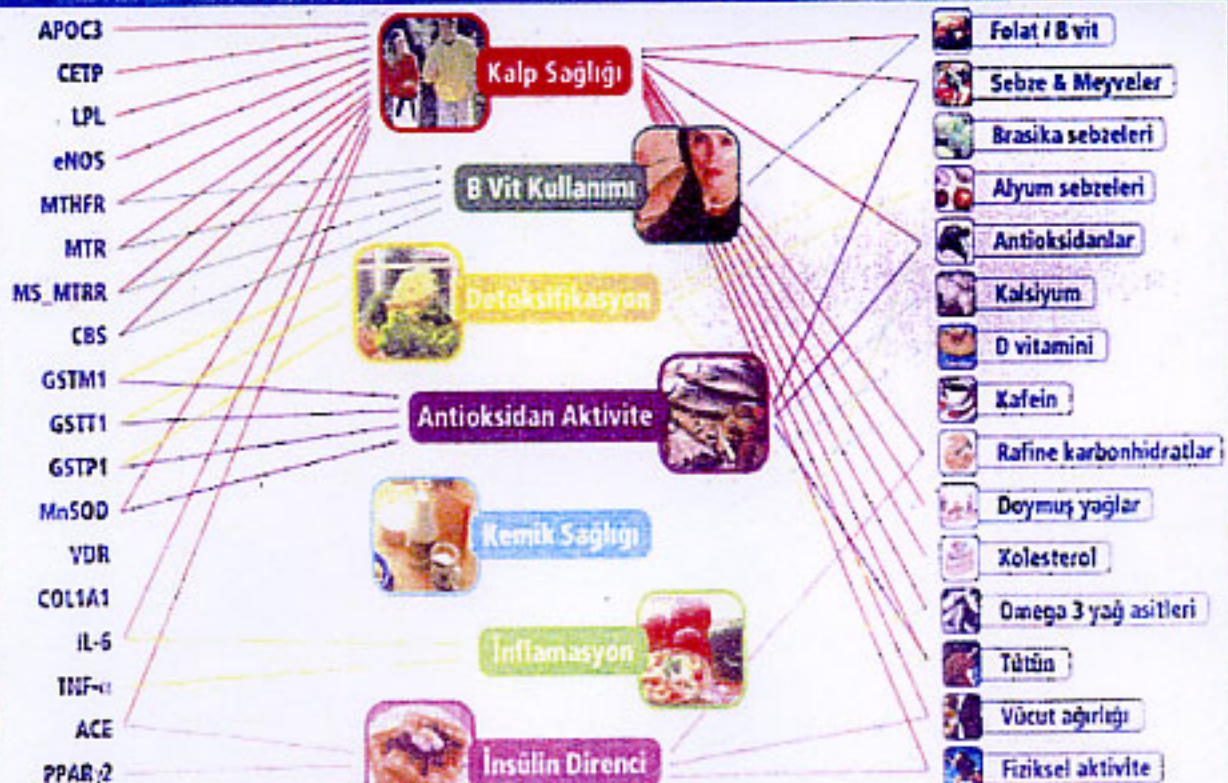 APOC3
CETP
LPL
eNOS
MTHFR
MTR
MS_MTRR
CBS
GSTM1
GSTT1
GSTP1
MnSOD
VDR
COL1A1
IL-6
TNF-α
ACE
PPARγ2
Kalp Sağlığı
B Vit Kullanımı
Detoksifikasyon
Antioksidan Aktivite
Kemik Sağlığı
İnflamasyon
İnsülin Direnci
Folat / B vit
Sebze & Meyveler
Brasika sebzeleri
Alyum sebzeleri
Antioksidanlar
Kalsiyum
D vitamini
Kafein
Rafine karbonhidratlar
Doymuş yağlar
Kolesterol
Omega 3 yağ asitleri
Tütün
Vücut ağırlığı
Fiziksel aktivite